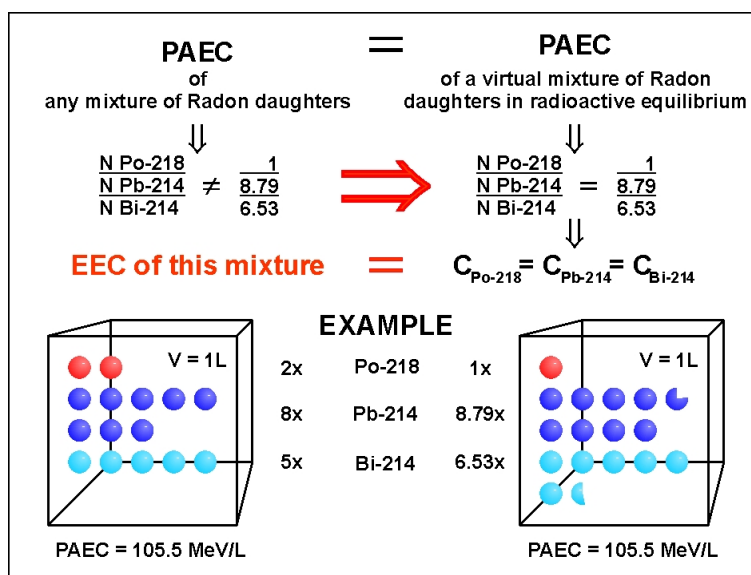 PAEC = PAEC
of
any mixture of Radon daughters
of a virtual mixture of Radon
daughters in radioactive equilibrium
⇓ ⇓
N Po-218 1
N Pb-214 ≠ 8.79
N Bi-214 6.53
⇒
N Po-218 1
N Pb-214 = 8.79
N Bi-214 6.53
⇓
EEC of this mixture = C Po-218 = C Pb-214 = C Bi-214
EXAMPLE
V = 1L
2x Po-218 1x
8x Pb-214 8.79x
5x Bi-214 6.53x
V = 1L
PAEC = 105.5 MeV/L
PAEC = 105.5 MeV/L